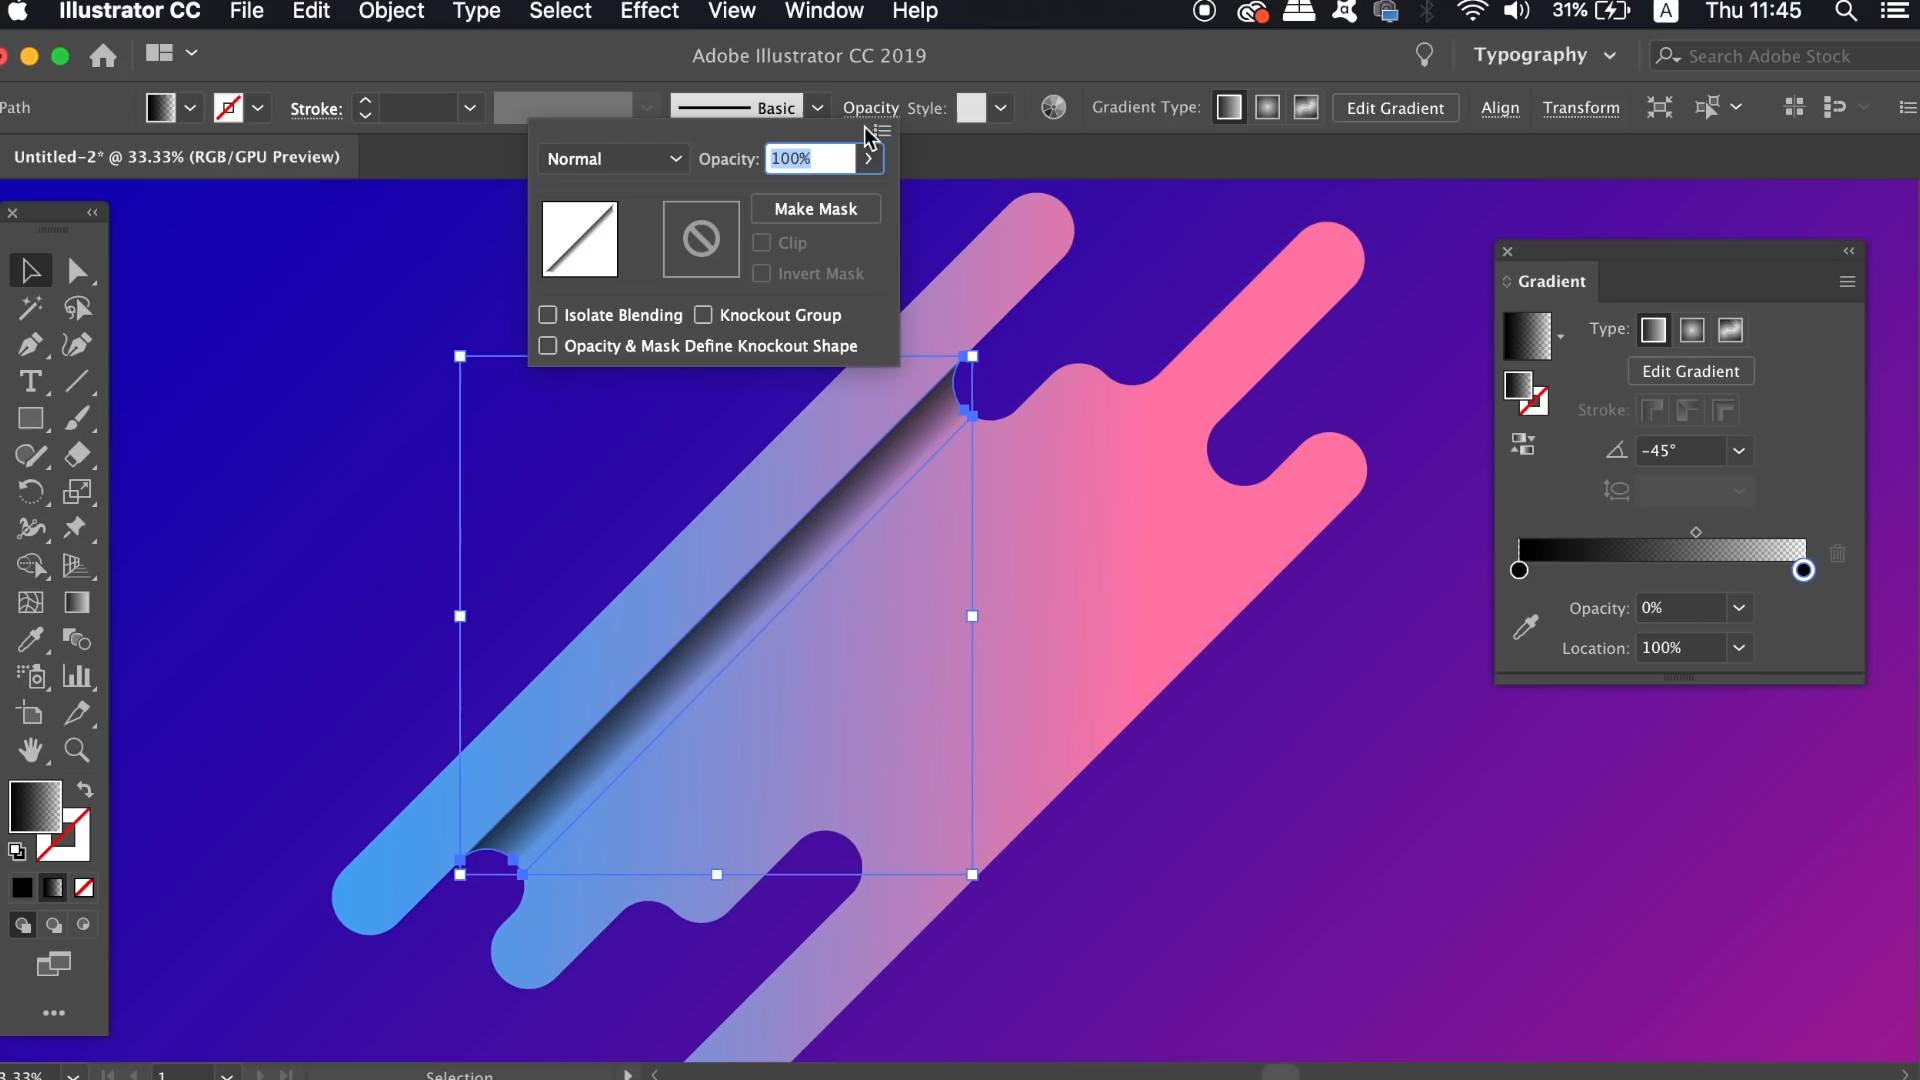 Illustrator CC File Edit Object Type Select Effect View Window Help 31% A Thu 11:45
Adobe Illustrator CC 2019 Typography Search Adobe Stock
Path Stroke: Basic Opacity Style: Gradient Type: Edit Gradient Align Transform
Untitled-2* @ 33.33% (RGB/GPU Preview)
Normal Opacity: 100%
Make Mask
Clip
Invert Mask
Isolate Blending Knockout Group
Opacity & Mask Define Knockout Shape
Gradient
Type:
Edit Gradient
Stroke:
-45°
Opacity: 0%
Location: 100%
3.33% 1 Selection